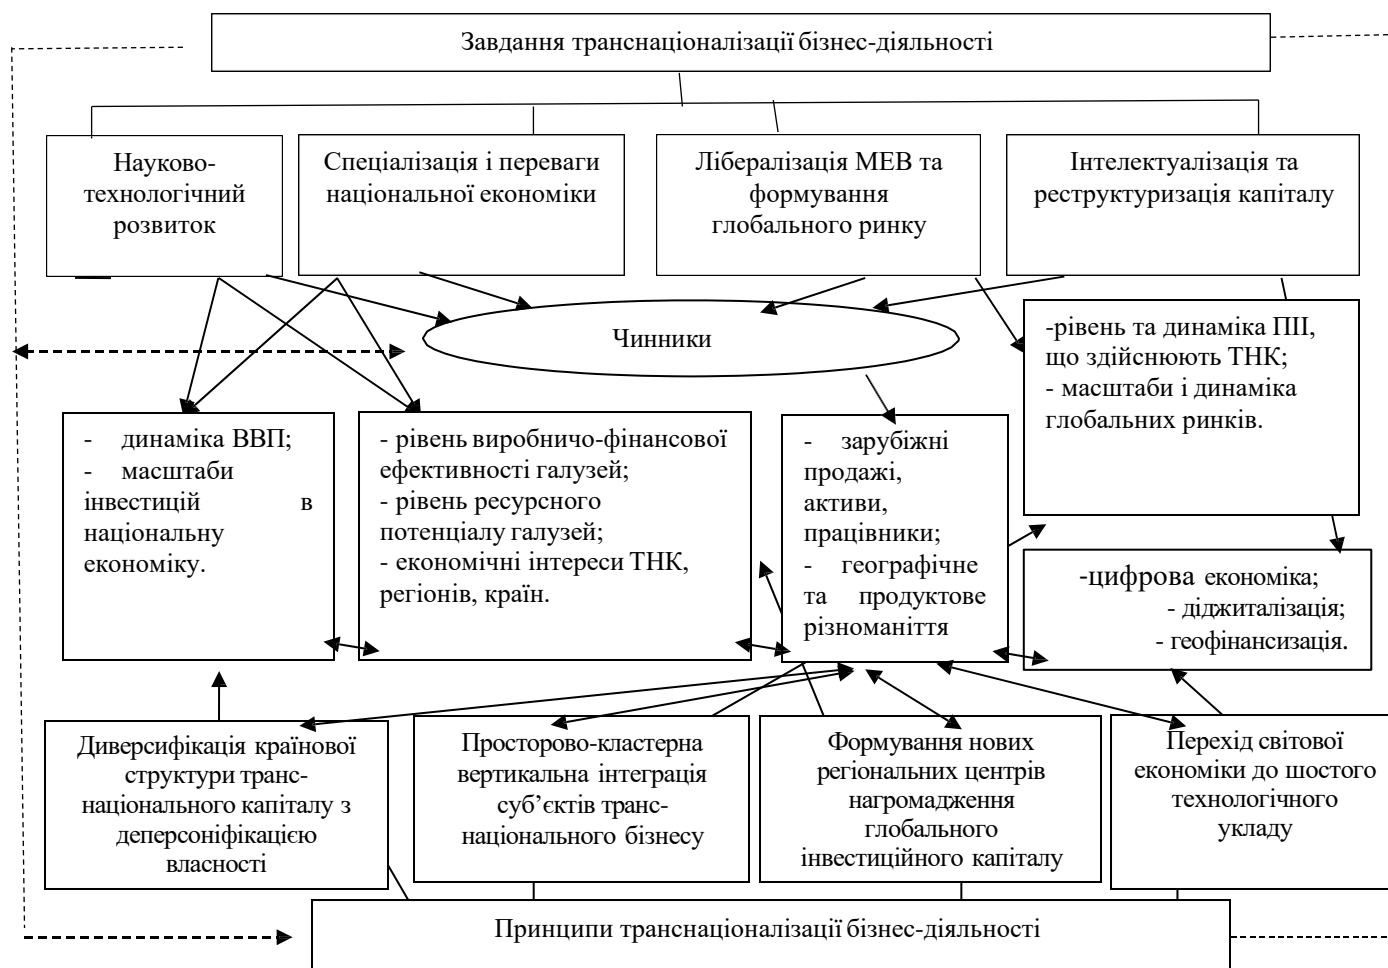 Завдання транснаціоналізації бізнес-діяльності
Науково-
технологічний
розвиток
Спеціалізація і переваги
національної економіки
Лібералізація МЕВ та
формування
глобального ринку
Інтелектуалізація та
реструктуризація капіталу
Чинники
-рівень та динаміка ПІІ,
що здійснюють ТНК;
- масштаби і динаміка
глобальних ринків.
- динаміка ВВП;
- масштаби
інвестицій в
національну
економіку.
- рівень виробничо-фінансової
ефективності галузей;
- рівень ресурсного
потенціалу галузей;
- економічні інтереси ТНК,
регіонів, країн.
- зарубіжні
продажі,
активи,
працівники;
- географічне
та продуктове
різноманіття
-цифрова економіка;
- діджиталізація;
- геофінансизація.
Диверсифікація країнової
структури транс-
національного капіталу з
деперсоніфікацією
власності
Просторово-кластерна
вертикальна інтеграція
суб’єктів транс-
національного бізнесу
Формування нових
регіональних центрів
нагромадження
глобального
інвестиційного капіталу
Перехід світової
економіки до шостого
технологічного
укладу
Принципи транснаціоналізації бізнес-діяльності